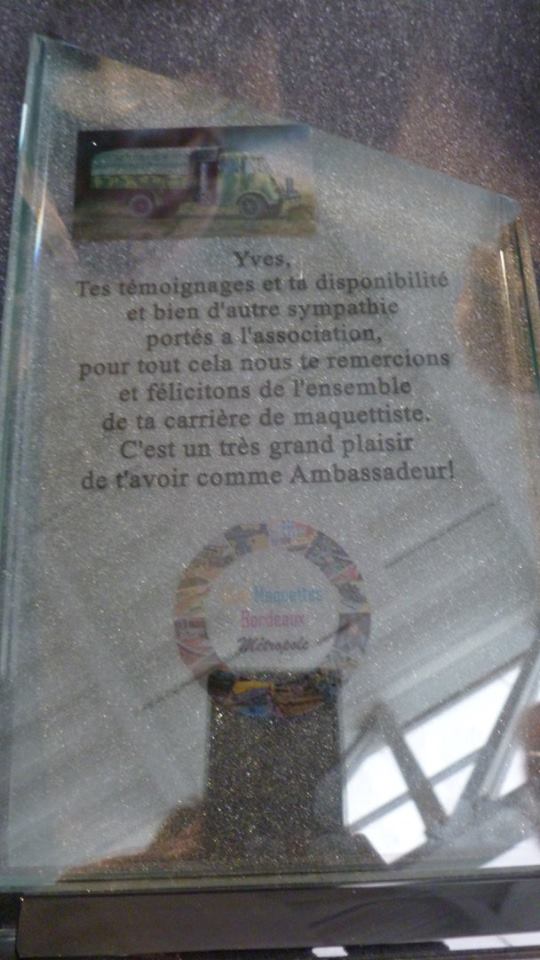 Yves,
Tes témoignages et ta disponibilité
et bien d'autre sympathie
portés a l'association,
pour tout cela nous te remercions
et félicitons de l'ensemble
de ta carrière de maquettiste.
C'est un très grand plaisir
de t'avoir comme Ambassadeur!
Maquettes
Bordeaux
Métropole